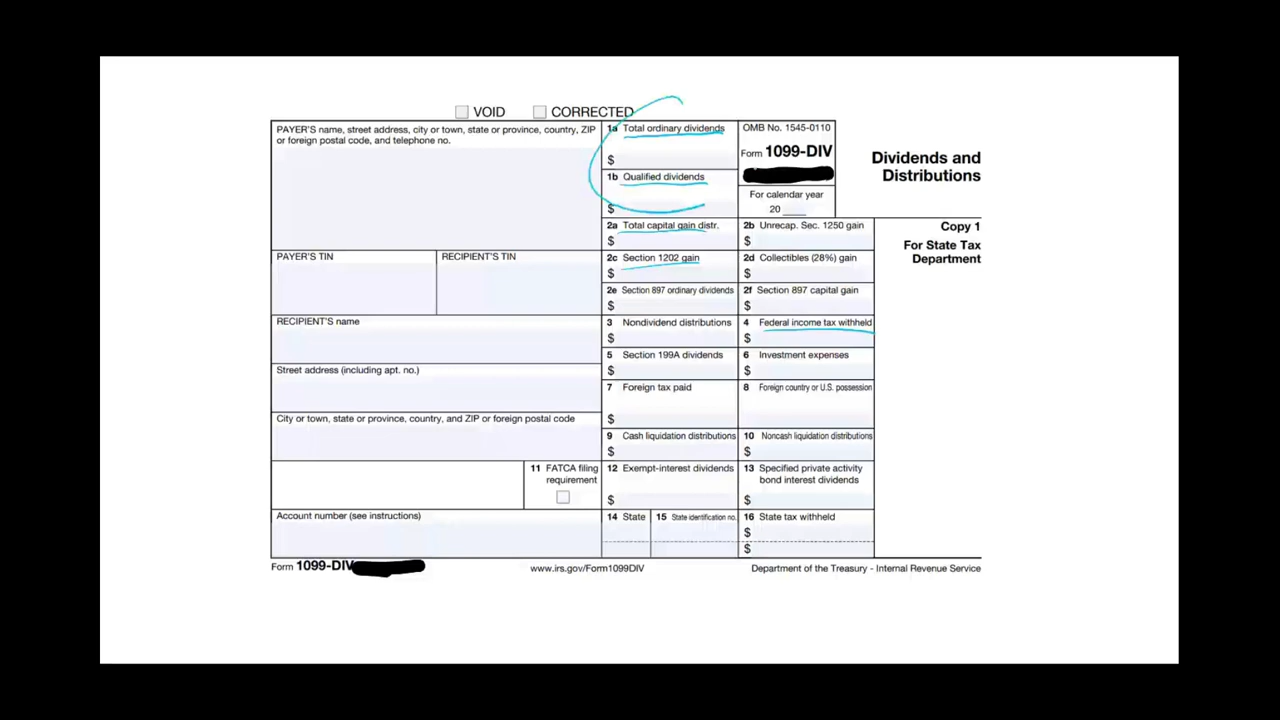 VOID CORRECTED
PAYER'S name, street address, city or town, state or province, country, ZIP
or foreign postal code, and telephone no.
1a Total ordinary dividends
$
1b Qualified dividends
$
OMB No. 1545-0110
Form 1099-DIV
For calendar year
20 ____
Dividends and
Distributions
2a Total capital gain distr.
$
2b Unrecap. Sec. 1250 gain
$
Copy 1
For State Tax
Department
PAYER'S TIN
RECIPIENT'S TIN
2c Section 1202 gain
$
2d Collectibles (28%) gain
$
2e Section 897 ordinary dividends
$
2f Section 897 capital gain
$
RECIPIENT'S name
3 Nondividend distributions
$
4 Federal income tax withheld
$
5 Section 199A dividends
$
6 Investment expenses
$
Street address (including apt. no.)
7 Foreign tax paid
$
8 Foreign country or U.S. possession
City or town, state or province, country, and ZIP or foreign postal code
9 Cash liquidation distributions
$
10 Noncash liquidation distributions
$
11 FATCA filing
requirement
12 Exempt-interest dividends
$
13 Specified private activity
bond interest dividends
$
Account number (see instructions)
14 State
15 State identification no.
16 State tax withheld
$
$
Form 1099-DIV
www.irs.gov/Form1099DIV
Department of the Treasury - Internal Revenue Service